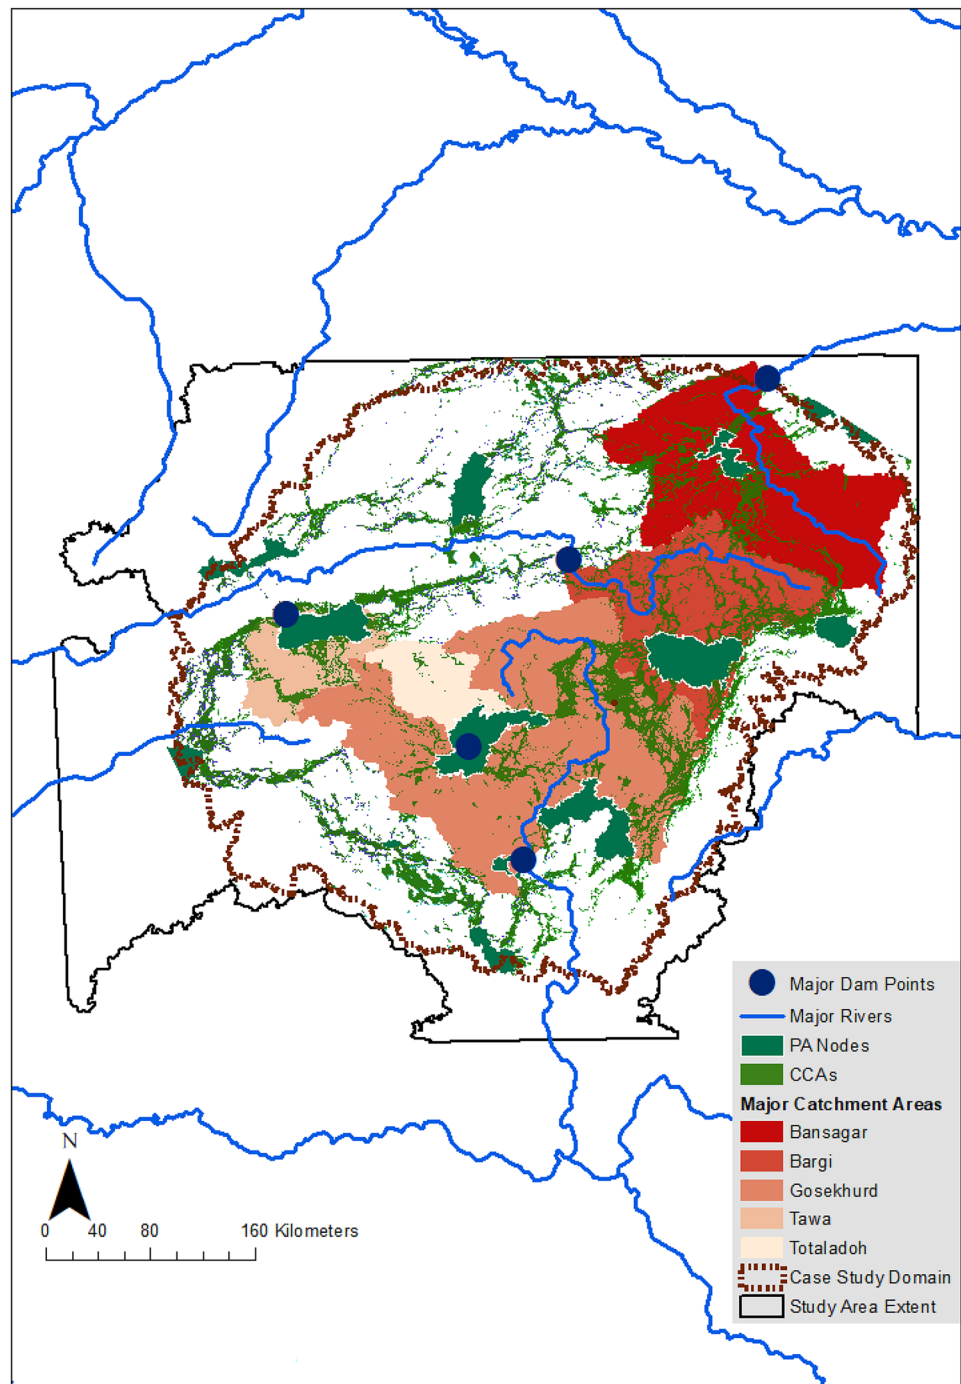 Major Dam Points
Major Rivers
PA Nodes
CCAs
Major Catchment Areas
Bansagar
Bargi
Gosekhurd
Tawa
Totaladoh
Case Study Domain
Study Area Extent
N
0 40 80 160 Kilometers